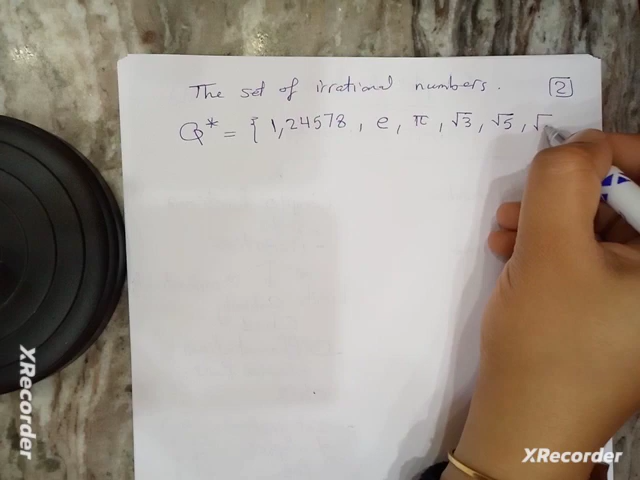 The set of irrational numbers. 2
Q* = { 1,24578 , e , π , √3 , √5 , √
XRecorder
XRecorder